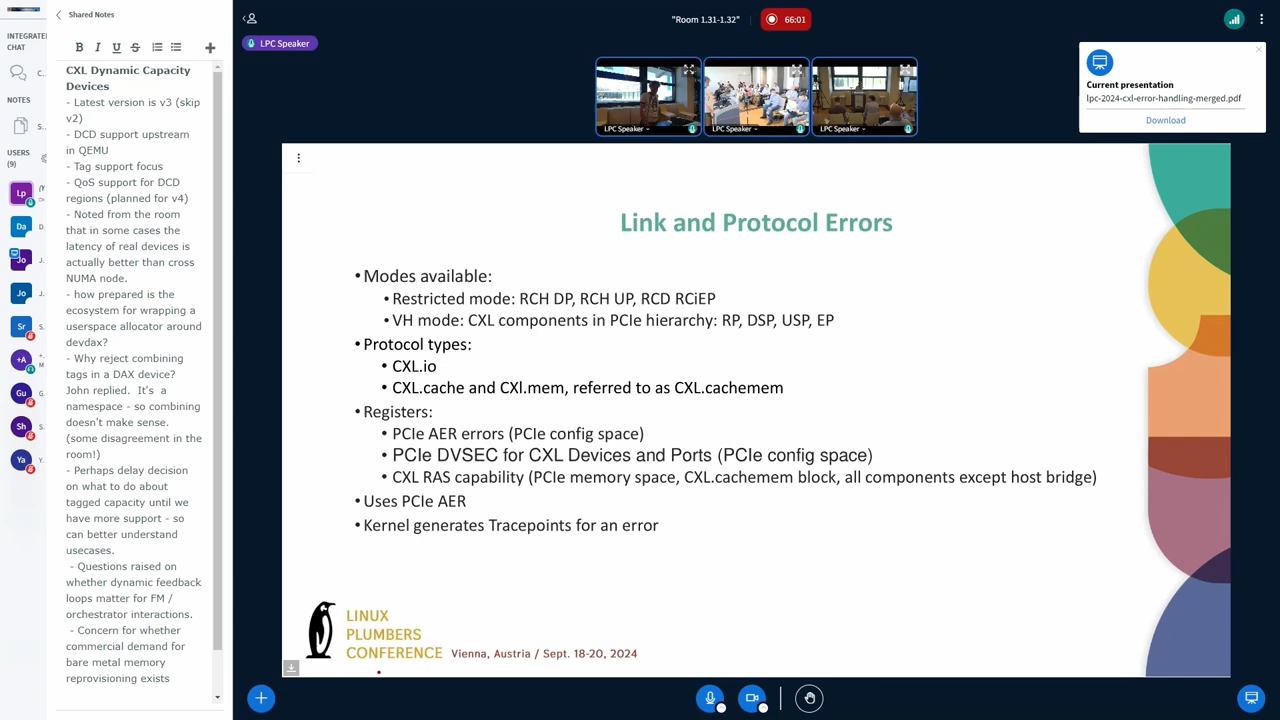 Shared Notes
INTEGRATE
CHAT
C..
NOTES
S..
USERS
(9)
Lp
Da
D.
Jo
J.
Jo
J..
Sr
S.
+A
+.
M
Gu
G.
Sh
S.
Ya
Y.
B I U S
CXL Dynamic Capacity
Devices
- Latest version is v3 (skip
v2)
- DCD support upstream
in QEMU
- Tag support focus
- QoS support for DCD
regions (planned for v4)
- Noted from the room
that in some cases the
latency of real devices is
actually better than cross
NUMA node.
- how prepared is the
ecosystem for wrapping a
userspace allocator around
devdax?
- Why reject combining
tags in a DAX device?
John replied. It's a
namespace - so combining
doesn't make sense.
(some disagreement in the
room!)
- Perhaps delay decision
on what to do about
tagged capacity until we
have more support - so
can better understand
usecases.
- Questions raised on
whether dynamic feedback
loops matter for FM /
orchestrator interactions.
- Concern for whether
commercial demand for
bare metal memory
reprovisioning exists
"Room 1.31-1.32"
66:01
LPC Speaker
LPC Speaker
LPC Speaker
LPC Speaker
Current presentation
lpc-2024-cxl-error-handling-merged.pdf
Download
Link and Protocol Errors
• Modes available:
• Restricted mode: RCH DP, RCH UP, RCD RCiEP
• VH mode: CXL components in PCIe hierarchy: RP, DSP, USP, EP
• Protocol types:
• CXL.io
• CXL.cache and CXl.mem, referred to as CXL.cachemem
• Registers:
• PCIe AER errors (PCIe config space)
• PCIe DVSEC for CXL Devices and Ports (PCIe config space)
• CXL RAS capability (PCIe memory space, CXL.cachemem block, all components except host bridge)
• Uses PCIe AER
• Kernel generates Tracepoints for an error
LINUX
PLUMBERS
CONFERENCE Vienna, Austria / Sept. 18-20, 2024